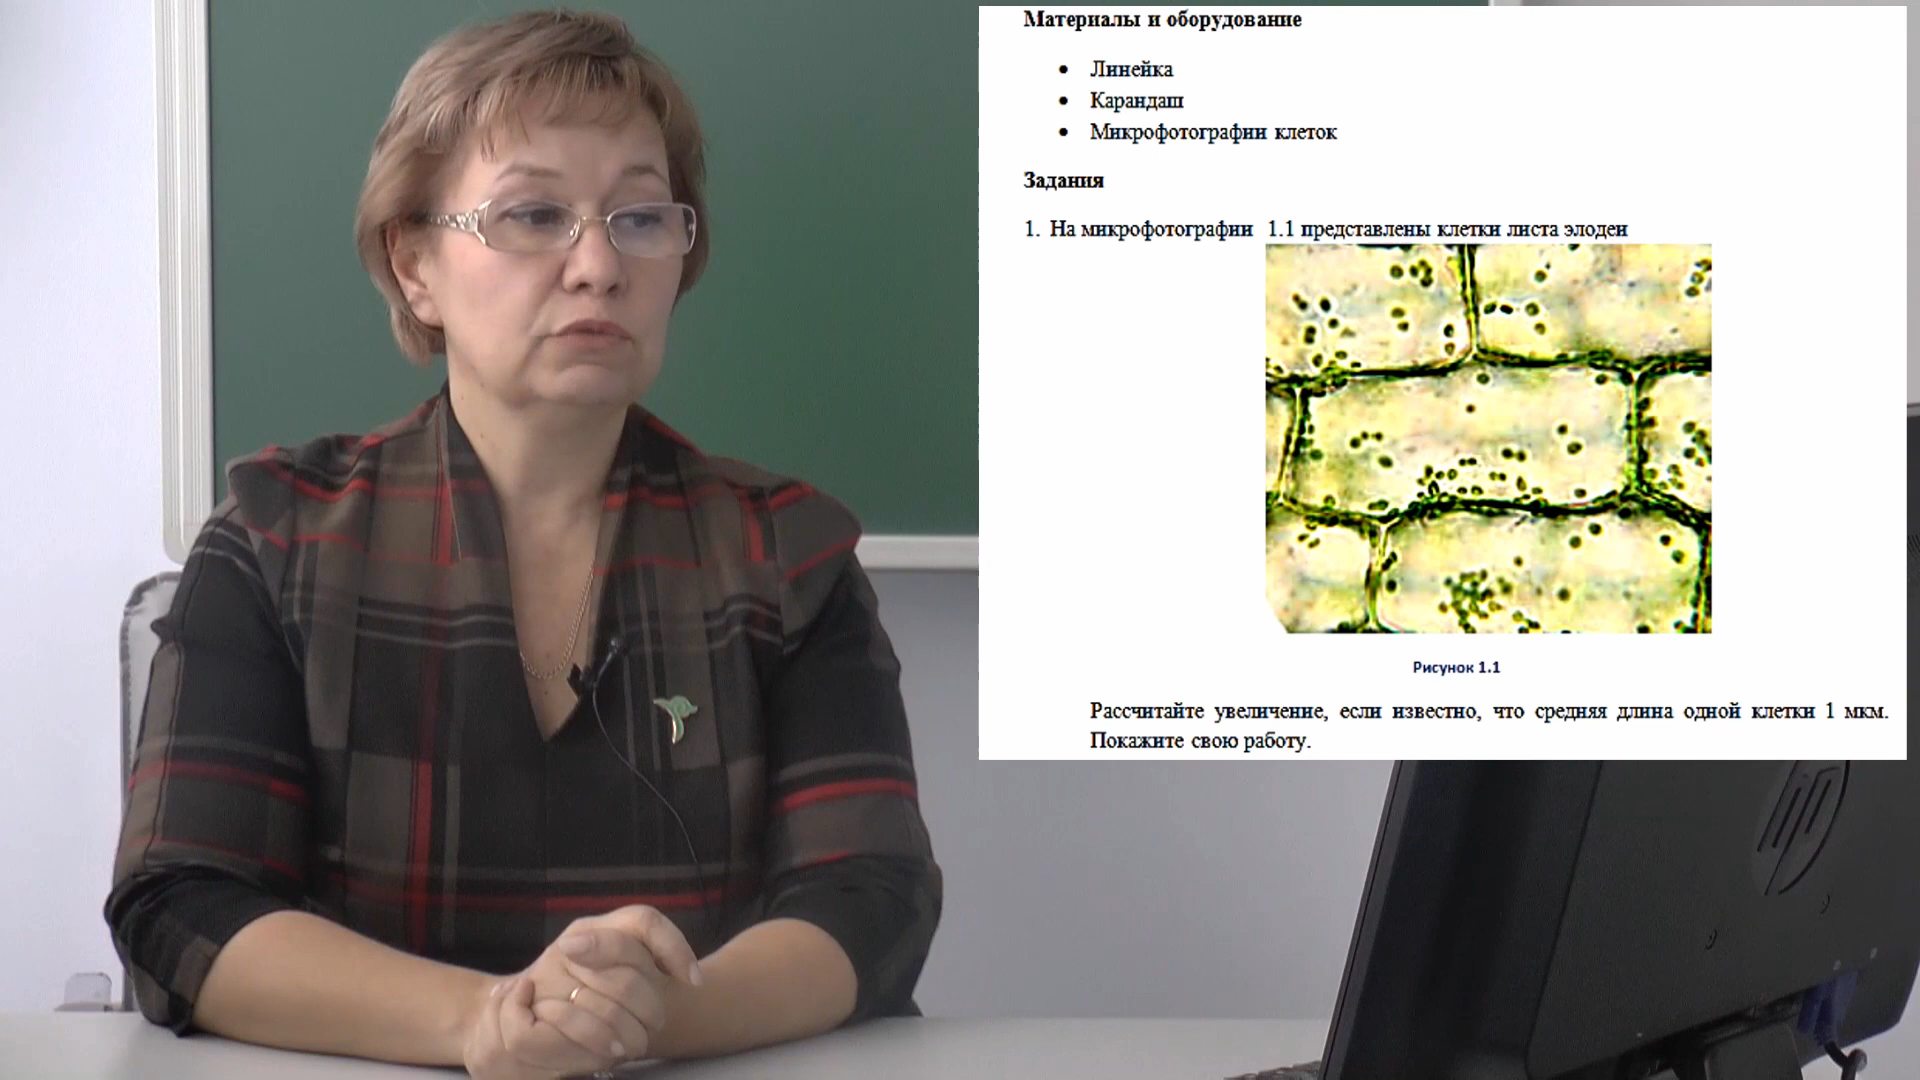 Материалы и оборудование
• Линейка
• Карандаш
• Микрофотографии клеток
Задания
1. На микрофотографии 1.1 представлены клетки листа элодеи
Рисунок 1.1
Рассчитайте увеличение, если известно, что средняя длина одной клетки 1 мкм.
Покажите свою работу.
hp